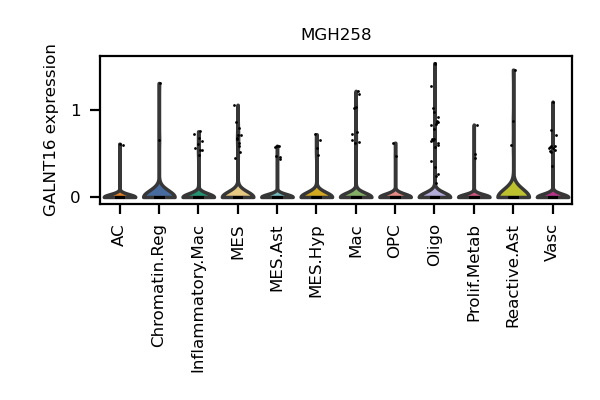 MGH258
GALNT16 expression
1
0
AC
Chromatin.Reg
Inflammatory.Mac
MES
MES.Ast
MES.Hyp
Mac
OPC
Oligo
Prolif.Metab
Reactive.Ast
Vasc